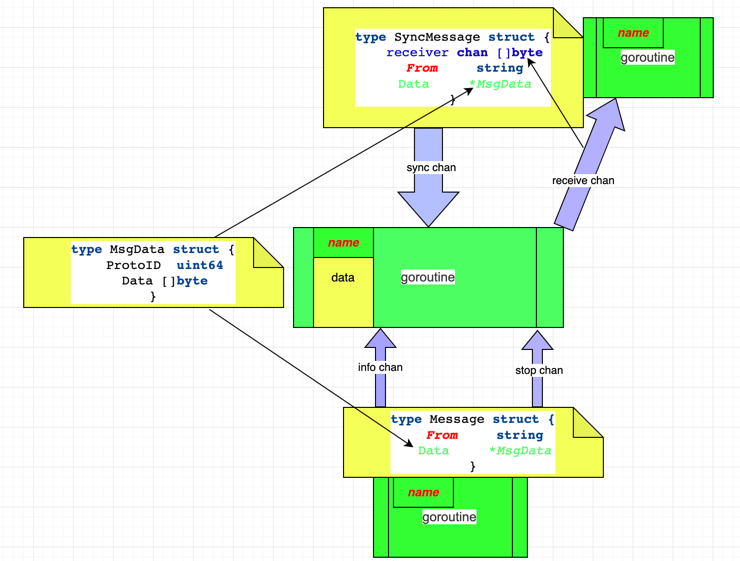 type SyncMessage struct {
receiver chan []byte
From string
Data *MsgData
}
name
goroutine
sync chan
receive chan
type MsgData struct {
ProtoID uint64
Data []byte
}
name
data
goroutine
info chan
stop chan
type Message struct {
From string
Data *MsgData
}
name
goroutine